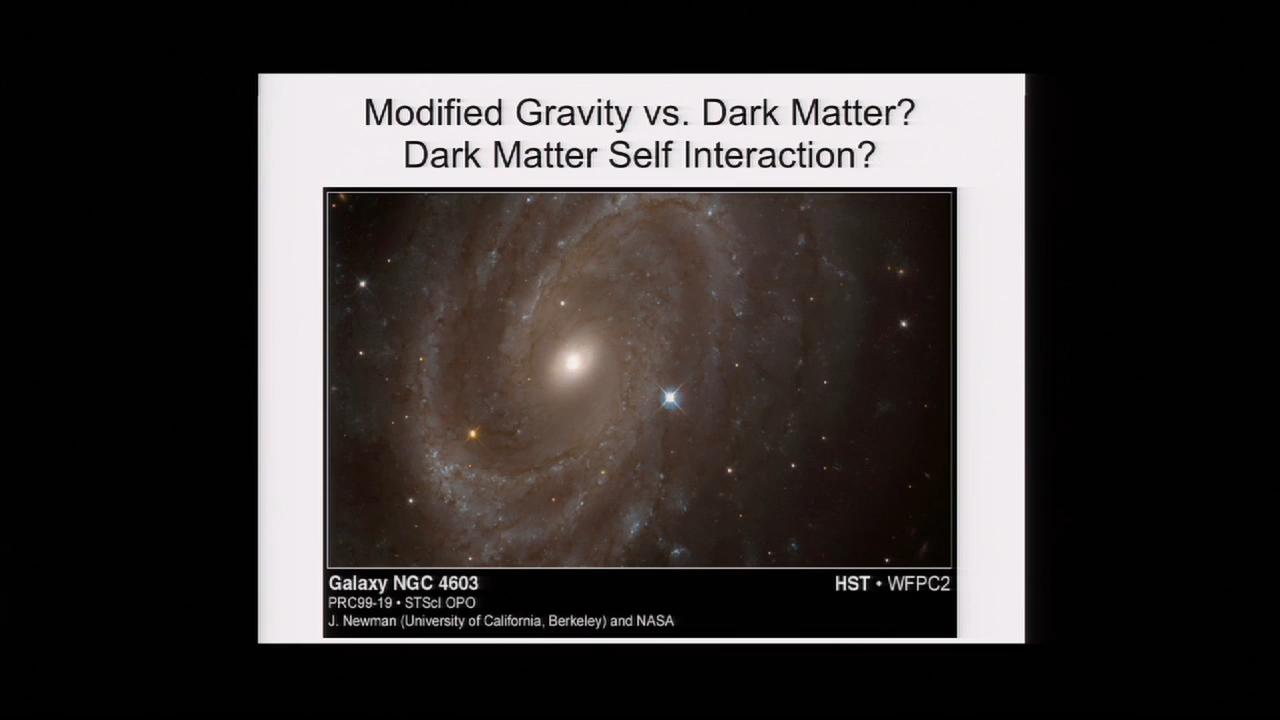 Modified Gravity vs. Dark Matter?
Dark Matter Self Interaction?
Galaxy NGC 4603
HST • WFPC2
PRC99-19 • STScI OPO
J. Newman (University of California, Berkeley) and NASA